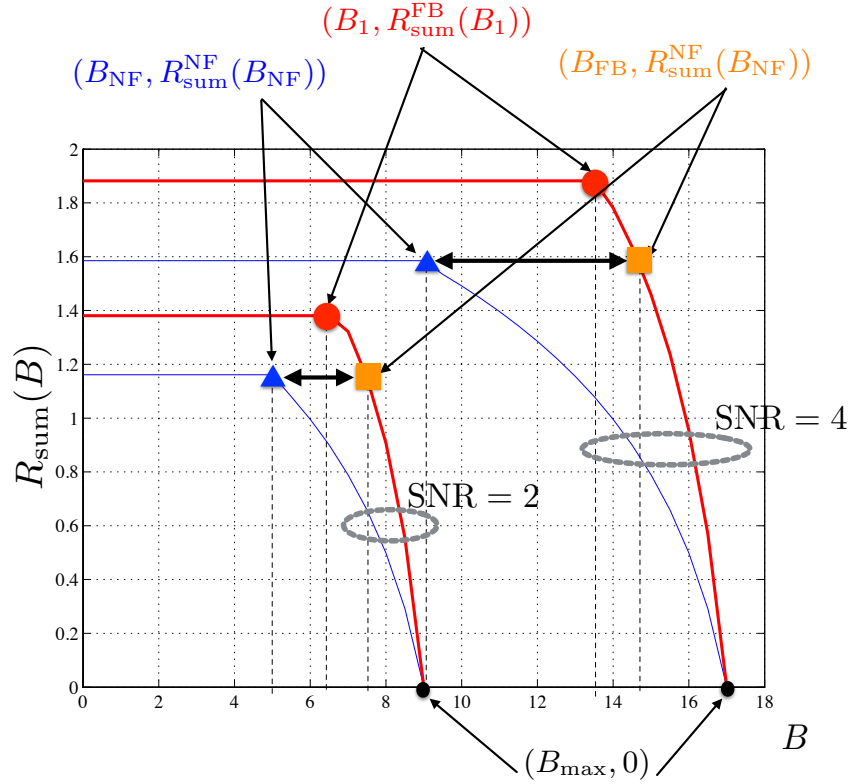 (B₁, R_sum^FB(B₁))
(B_NF, R_sum^NF(B_NF))
(B_FB, R_sum^NF(B_NF))
2
1.8
1.6
1.4
1.2
1
0.8
0.6
0.4
0.2
0
R_sum(B)
SNR = 4
SNR = 2
0 2 4 6 8 10 12 14 16 18
B
(B_max, 0)